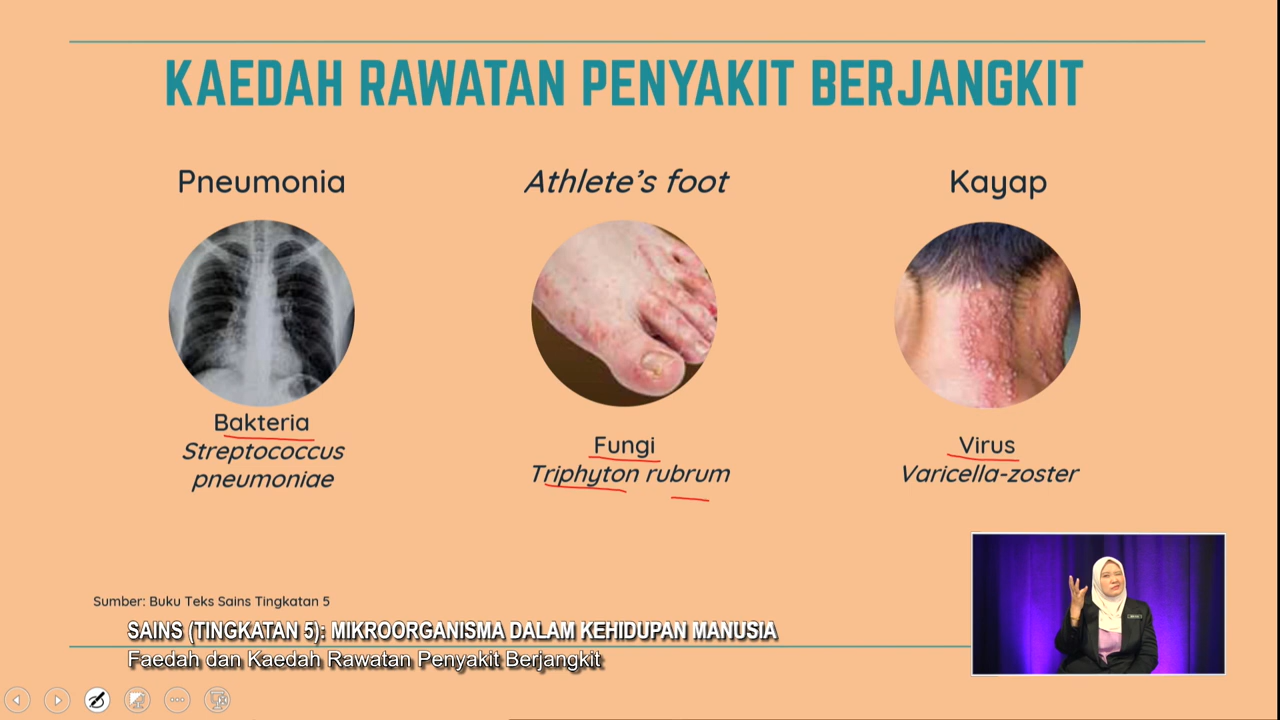 KAEDAH RAWATAN PENYAKIT BERJANGKIT
Pneumonia
Athlete's foot
Kayap
Bakteria
Streptococcus
pneumoniae
Fungi
Triphyton rubrum
Virus
Varicella-zoster
Sumber: Buku Teks Sains Tingkatan 5
SAINS (TINGKATAN 5): MIKROORGANISMA DALAM KEHIDUPAN MANUSIA
Faedah dan Kaedah Rawatan Penyakit Berjangkit